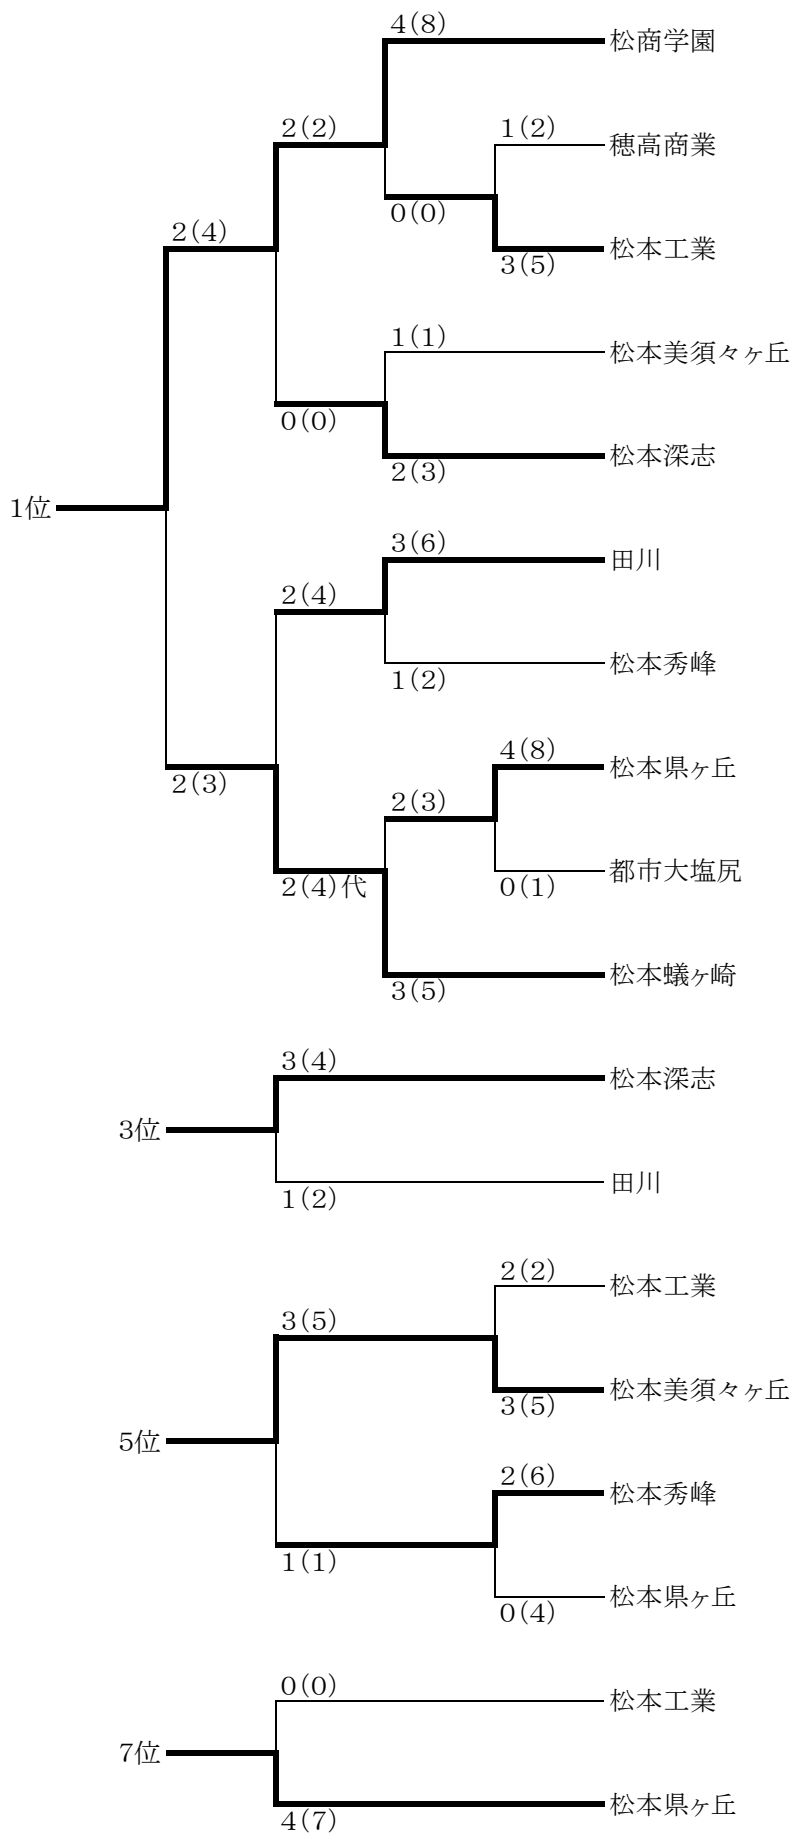 4(8)
松商学園
2(2)
1(2)
穂高商業
0(0)
2(4)
松本工業
3(5)
1(1)
松本美須々ヶ丘
0(0)
松本深志
2(3)
1位
3(6)
田川
2(4)
松本秀峰
1(2)
4(8)
松本県ヶ丘
2(3)
2(3)
都市大塩尻
2(4)代
0(1)
松本蟻ヶ崎
3(5)
3(4)
松本深志
3位
田川
1(2)
2(2)
松本工業
3(5)
松本美須々ヶ丘
3(5)
5位
2(6)
松本秀峰
1(1)
松本県ヶ丘
0(4)
0(0)
松本工業
7位
松本県ヶ丘
4(7)